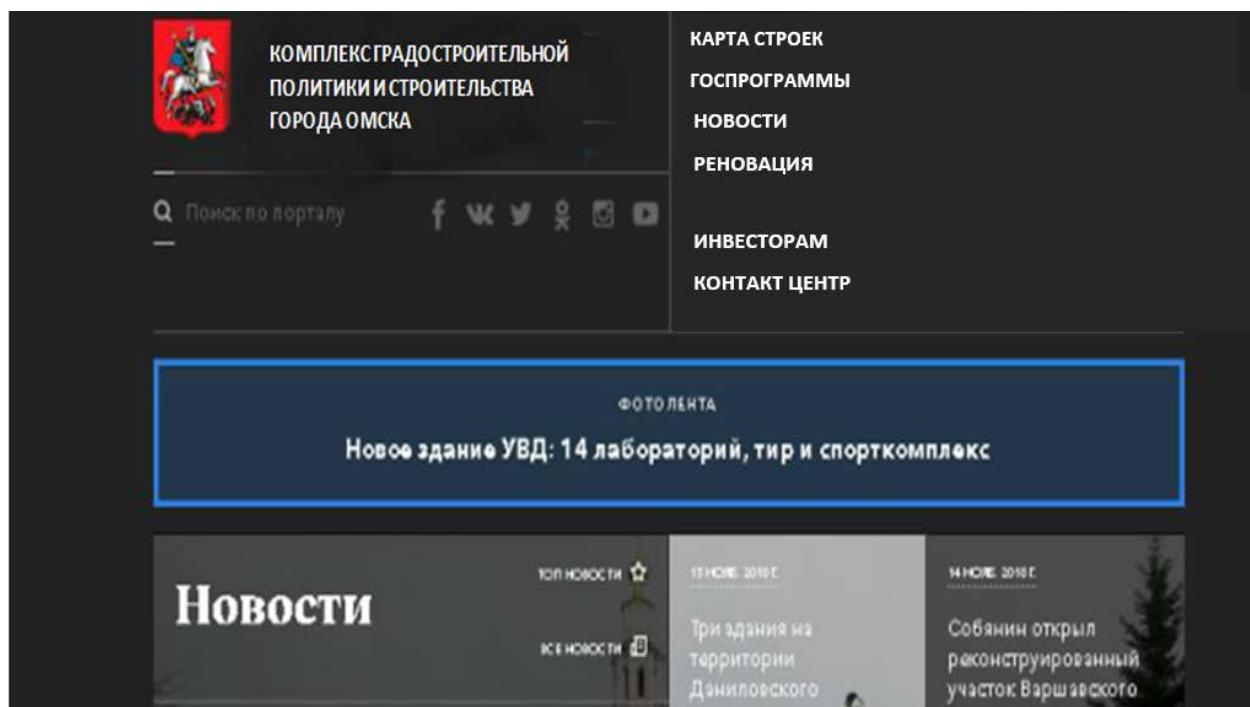 КОМПЛЕКС ГРАДОСТРОИТЕЛЬНОЙ
ПОЛИТИКИ И СТРОИТЕЛЬСТВА
ГОРОДА ОМСКА
Поиск по порталу
КАРТА СТРОЕК
ГОСПРОГРАММЫ
НОВОСТИ
РЕНОВАЦИЯ
ИНВЕСТОРАМ
КОНТАКТ ЦЕНТР
ФОТОЛЕНТА
Новое здание УВД: 14 лабораторий, тир и спорткомплекс
Новости
ТОП НОВОСТИ
ВСЕ НОВОСТИ
Три здания на
территории
Даниловского
Собянин открыл
реконструированный
участок Варшавского